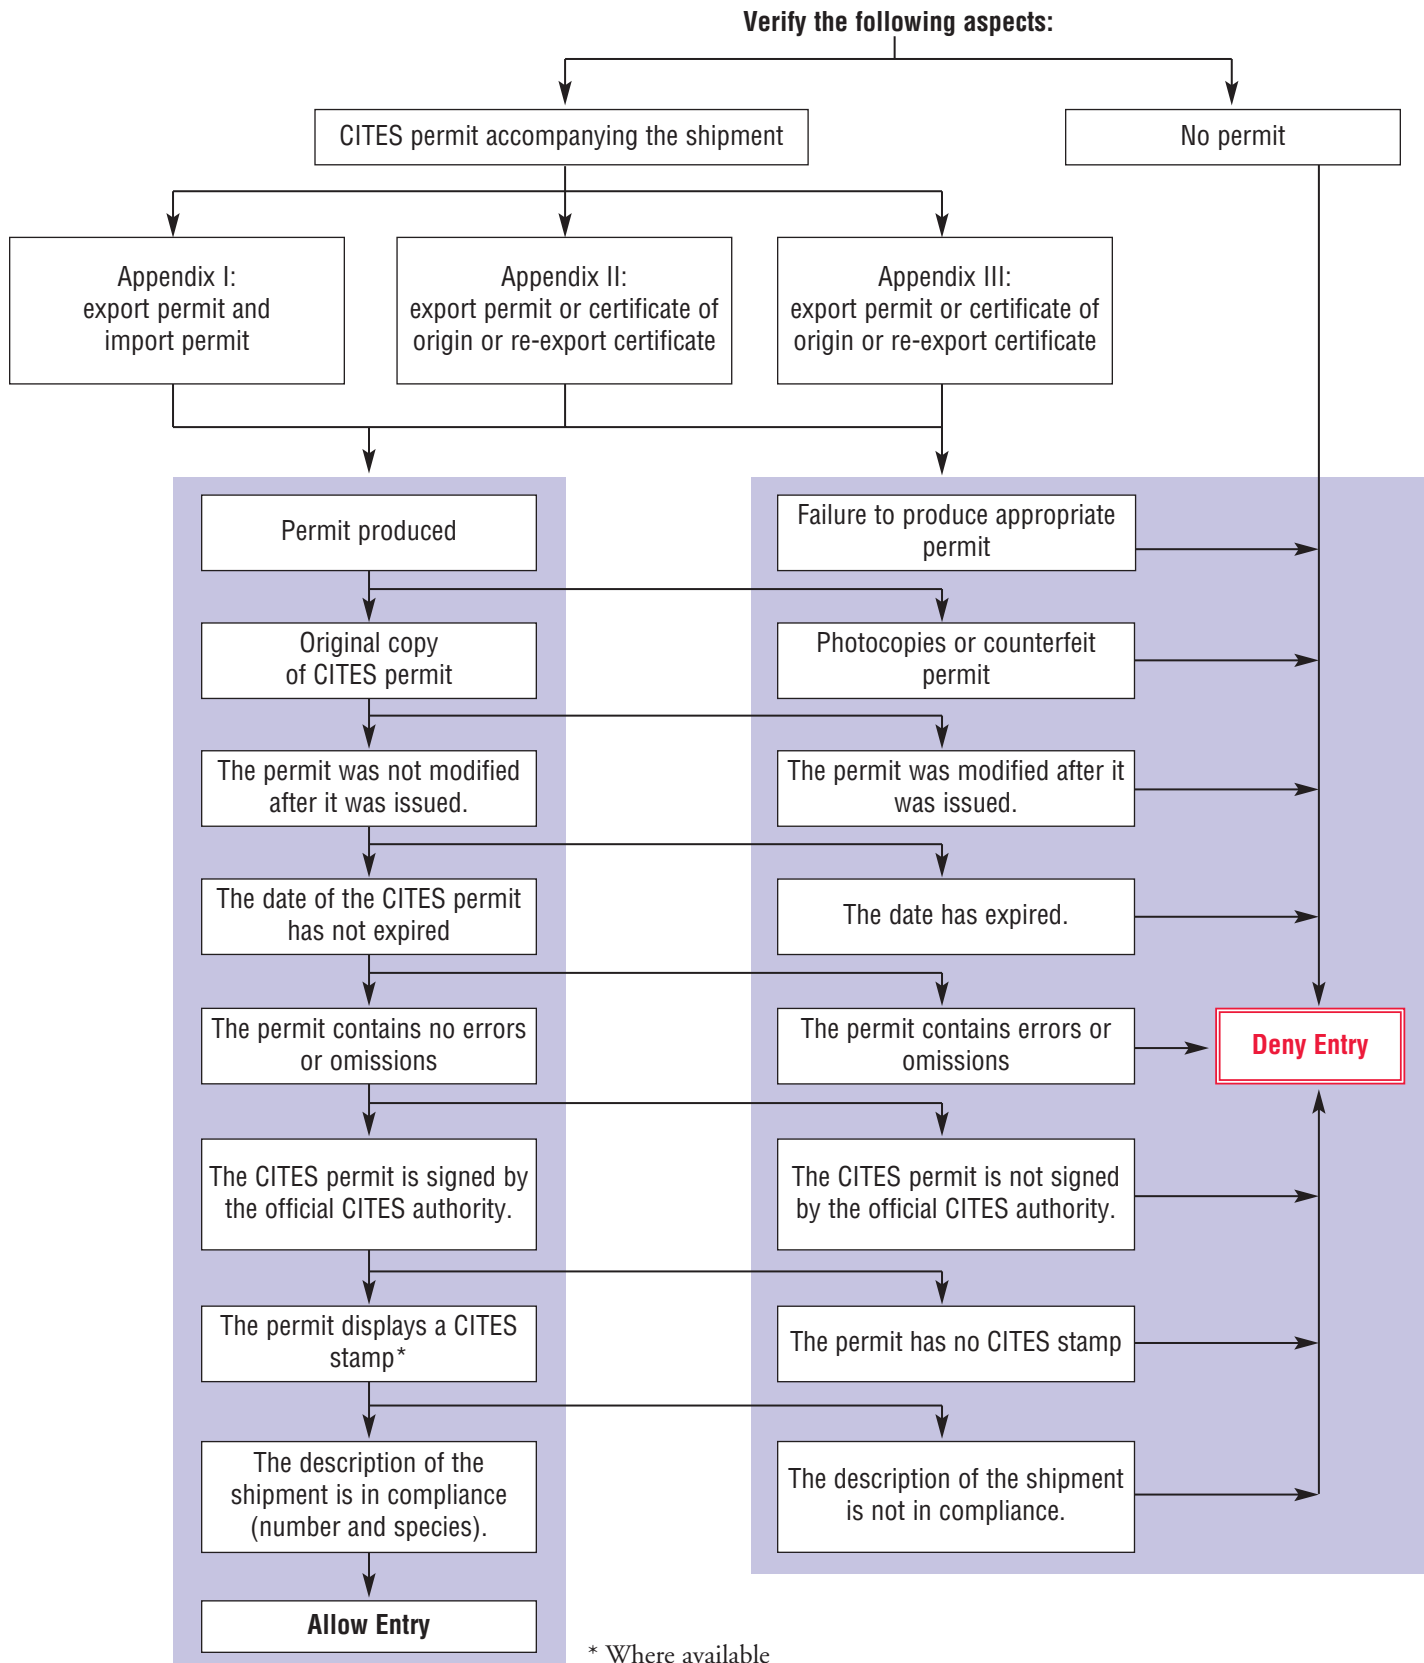 Verify the following aspects:
CITES permit accompanying the shipment
No permit
Appendix I:
export permit and
import permit
Appendix II:
export permit or certificate of
origin or re-export certificate
Appendix III:
export permit or certificate of
origin or re-export certificate
Permit produced
Failure to produce appropriate
permit
Original copy
of CITES permit
Photocopies or counterfeit
permit
The permit was not modified
after it was issued.
The permit was modified after it
was issued.
The date of the CITES permit
has not expired
The date has expired.
The permit contains no errors
or omissions
The permit contains errors or
omissions
Deny Entry
The CITES permit is signed by
the official CITES authority.
The CITES permit is not signed
by the official CITES authority.
The permit displays a CITES
stamp*
The permit has no CITES stamp
The description of the
shipment is in compliance
(number and species).
The description of the shipment
is not in compliance.
Allow Entry
* Where available